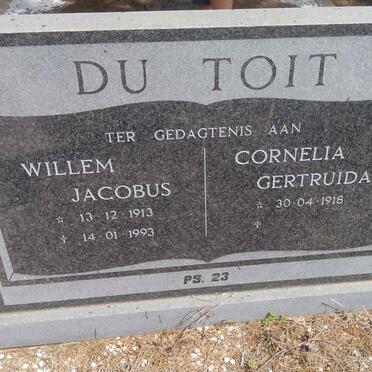 DU TOIT
TER GEDAGTENIS AAN
WILLEM
JACOBUS
☆ 13·12·1913
✝ 14·01·1993
CORNELIA
GERTRUIDA
☆ 30·04·1918
✝
PS. 23